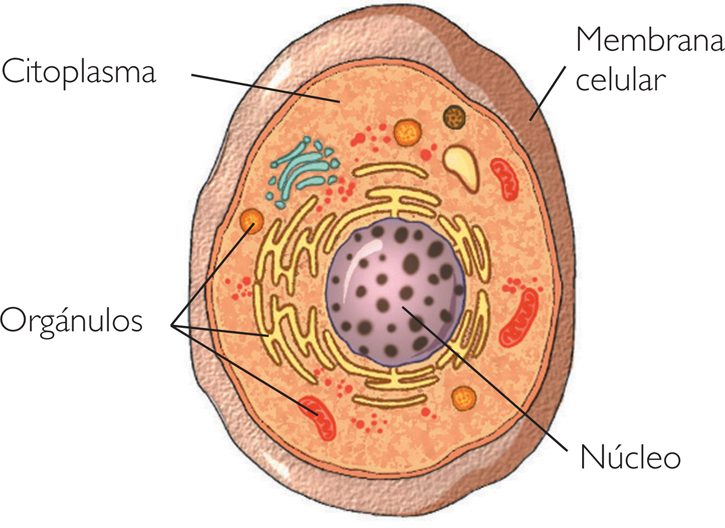 Citoplasma
Membrana
celular
Orgánulos
Núcleo